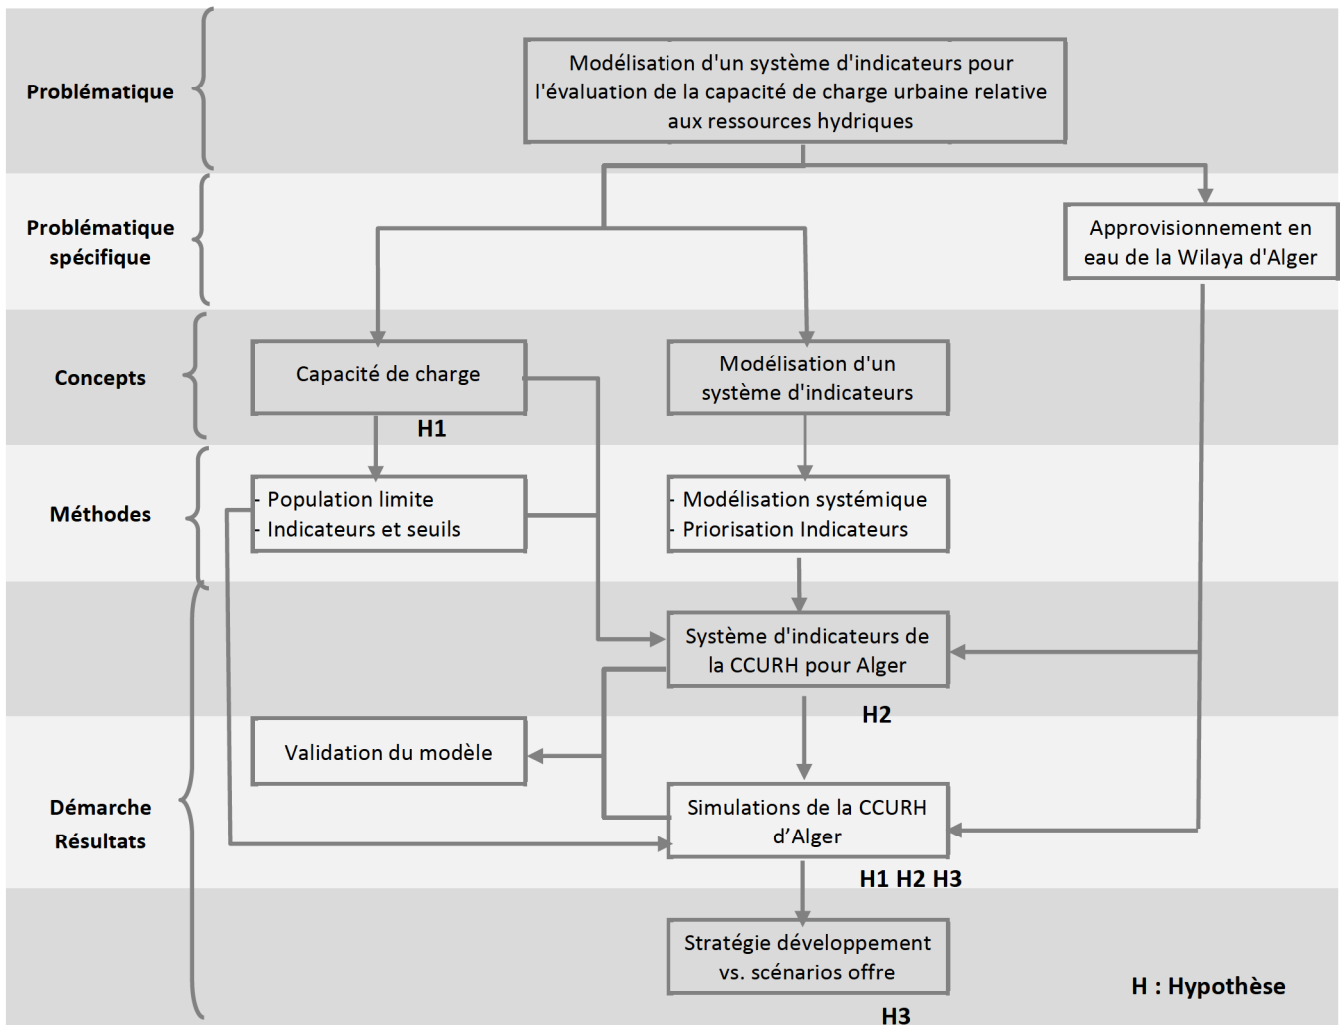 Problématique
Modélisation d'un système d'indicateurs pour
l'évaluation de la capacité de charge urbaine relative
aux ressources hydriques
Problématique
spécifique
Approvisionnement en
eau de la Wilaya d'Alger
Concepts
Capacité de charge
Modélisation d'un
système d'indicateurs
H1
Méthodes
- Population limite
- Indicateurs et seuils
- Modélisation systémique
- Priorisation Indicateurs
Système d'indicateurs de
la CCURH pour Alger
H2
Validation du modèle
Démarche
Résultats
Simulations de la CCURH
d’Alger
H1 H2 H3
Stratégie développement
vs. scénarios offre
H3
H : Hypothèse